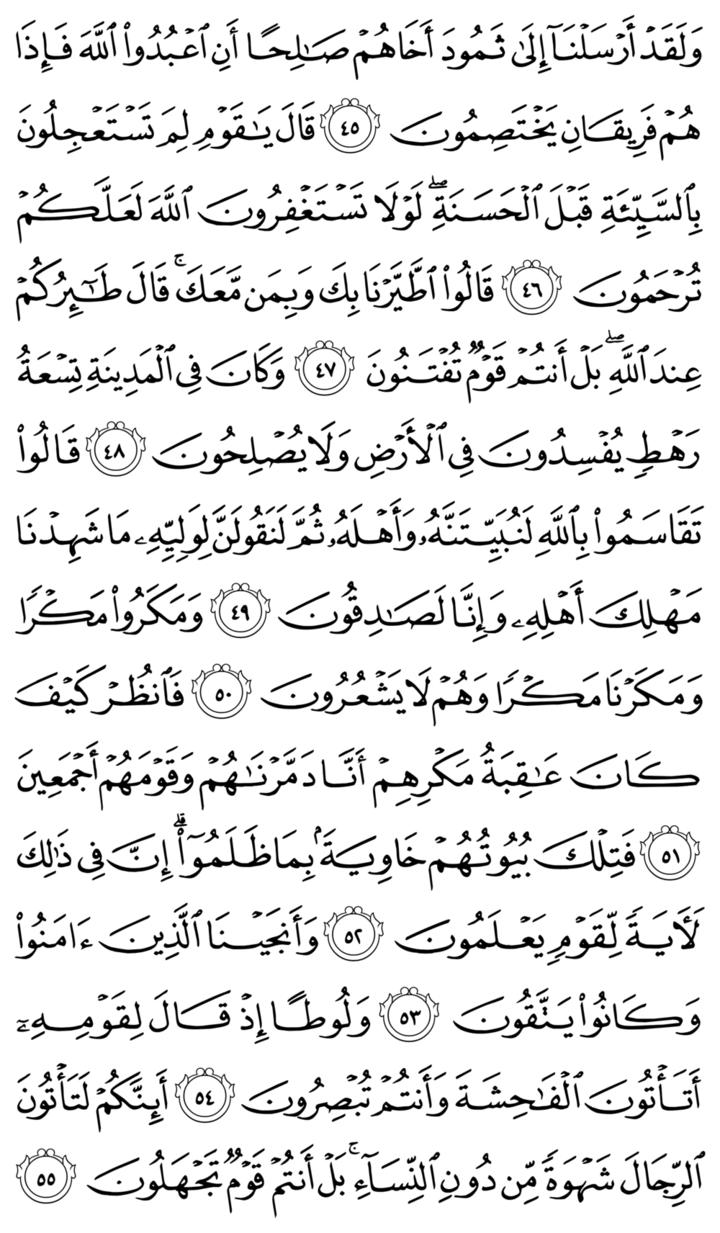 وَلَقَدۡ أَرۡسَلۡنَآ إِلَىٰ ثَمُودَ أَخَاهُمۡ صَٰلِحًا أَنِ ٱعۡبُدُواْ ٱللَّهَ فَإِذَا
هُمۡ فَرِيقَانِ يَخۡتَصِمُونَ ٤٥ قَالَ يَٰقَوۡمِ لِمَ تَسۡتَعۡجِلُونَ
بِٱلسَّيِّئَةِ قَبۡلَ ٱلۡحَسَنَةِۖ لَوۡلَا تَسۡتَغۡفِرُونَ ٱللَّهَ لَعَلَّكُمۡ
تُرۡحَمُونَ ٤٦ قَالُواْ ٱطَّيَّرۡنَا بِكَ وَبِمَن مَّعَكَۚ قَالَ طَٰٓئِرُكُمۡ
عِندَ ٱللَّهِۖ بَلۡ أَنتُمۡ قَوۡمٞ تُفۡتَنُونَ ٤٧ وَكَانَ فِي ٱلۡمَدِينَةِ تِسۡعَةُ
رَهۡطٖ يُفۡسِدُونَ فِي ٱلۡأَرۡضِ وَلَا يُصۡلِحُونَ ٤٨ قَالُواْ
تَقَاسَمُواْ بِٱللَّهِ لَنُبَيِّتَنَّهُۥ وَأَهۡلَهُۥ ثُمَّ لَنَقُولَنَّ لِوَلِيِّهِۦ مَا شَهِدۡنَا
مَهۡلِكَ أَهۡلِهِۦ وَإِنَّا لَصَٰدِقُونَ ٤٩ وَمَكَرُواْ مَكۡرٗا
وَمَكَرۡنَا مَكۡرٗا وَهُمۡ لَا يَشۡعُرُونَ ٥٠ فَٱنظُرۡ كَيۡفَ
كَانَ عَٰقِبَةُ مَكۡرِهِمۡ أَنَّا دَمَّرۡنَٰهُمۡ وَقَوۡمَهُمۡ أَجۡمَعِينَ
٥١ فَتِلۡكَ بُيُوتُهُمۡ خَاوِيَةَۢ بِمَا ظَلَمُوٓاْۗ إِنَّ فِي ذَٰلِكَ
لَأٓيَةٗ لِّقَوۡمٖ يَعۡلَمُونَ ٥٢ وَأَنجَيۡنَا ٱلَّذِينَ ءَامَنُواْ
وَكَانُواْ يَتَّقُونَ ٥٣ وَلُوطًا إِذۡ قَالَ لِقَوۡمِهِۦٓ
أَتَأۡتُونَ ٱلۡفَٰحِشَةَ وَأَنتُمۡ تُبۡصِرُونَ ٥٤ أَئِنَّكُمۡ لَتَأۡتُونَ
ٱلرِّجَالَ شَهۡوَةٗ مِّن دُونِ ٱلنِّسَآءِۚ بَلۡ أَنتُمۡ قَوۡمٞ تَجۡهَلُونَ ٥٥